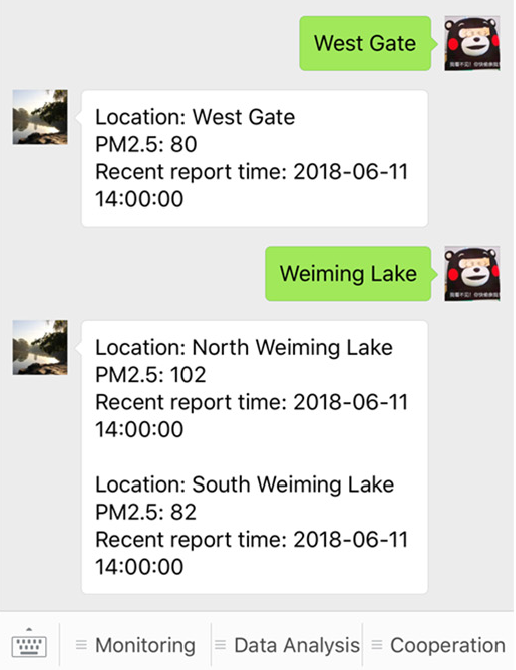 West Gate
Location: West Gate
PM2.5: 80
Recent report time: 2018-06-11
14:00:00
Weiming Lake
Location: North Weiming Lake
PM2.5: 102
Recent report time: 2018-06-11
14:00:00
Location: South Weiming Lake
PM2.5: 82
Recent report time: 2018-06-11
14:00:00
Monitoring
Data Analysis
Cooperation